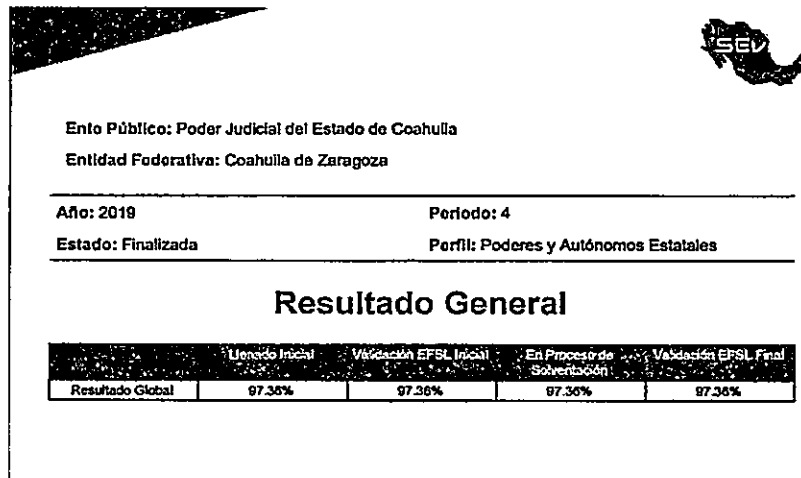 SEv
Ente Público: Poder Judicial del Estado de Coahuila
Entidad Federativa: Coahuila de Zaragoza
Año: 2019 Periodo: 4
Estado: Finalizada Perfil: Poderes y Autónomos Estatales
Resultado General
Llenado Inicial Validación EFSL Inicial En Proceso de Solventación Validación EFSL Final
Resultado Global 97.36% 97.36% 97.36% 97.36%